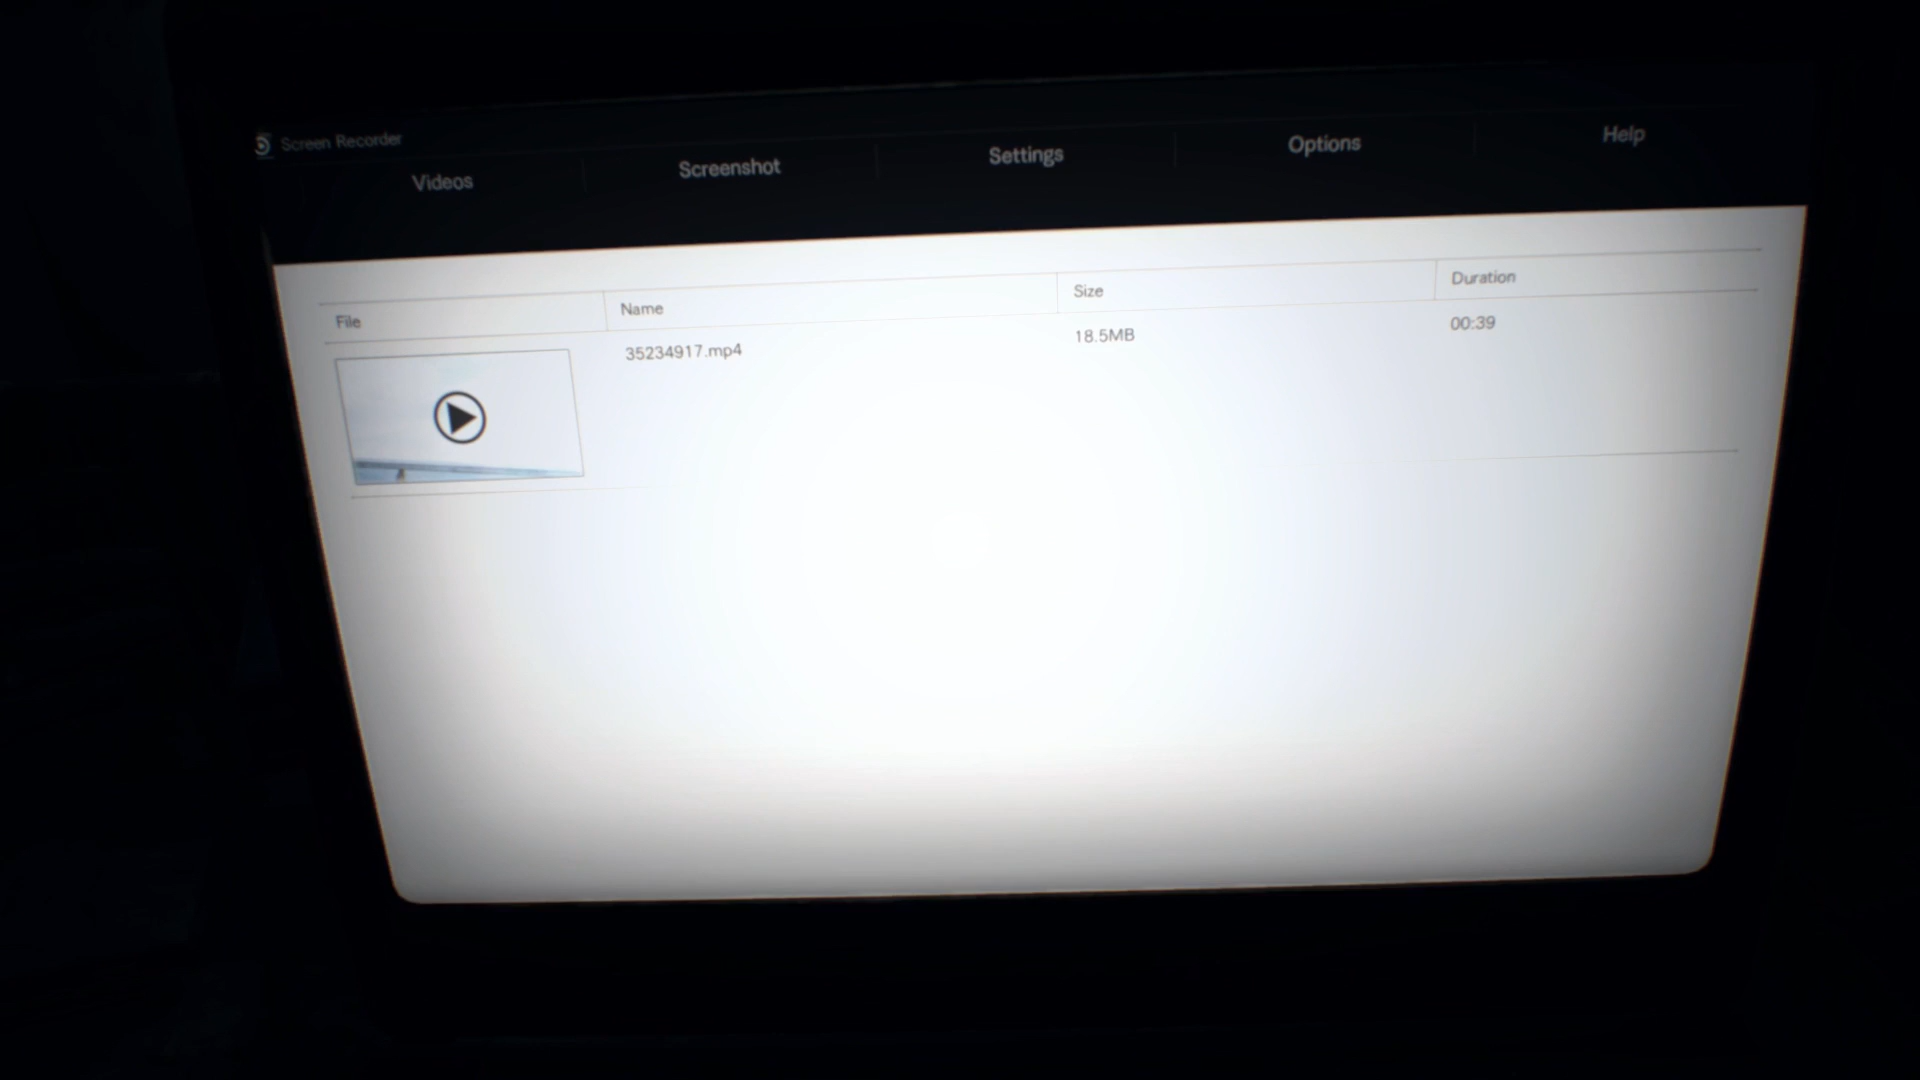 Screen Recorder
Videos Screenshot Settings Options Help
File Name Size Duration
35234917.mp4 18.5MB 00:39